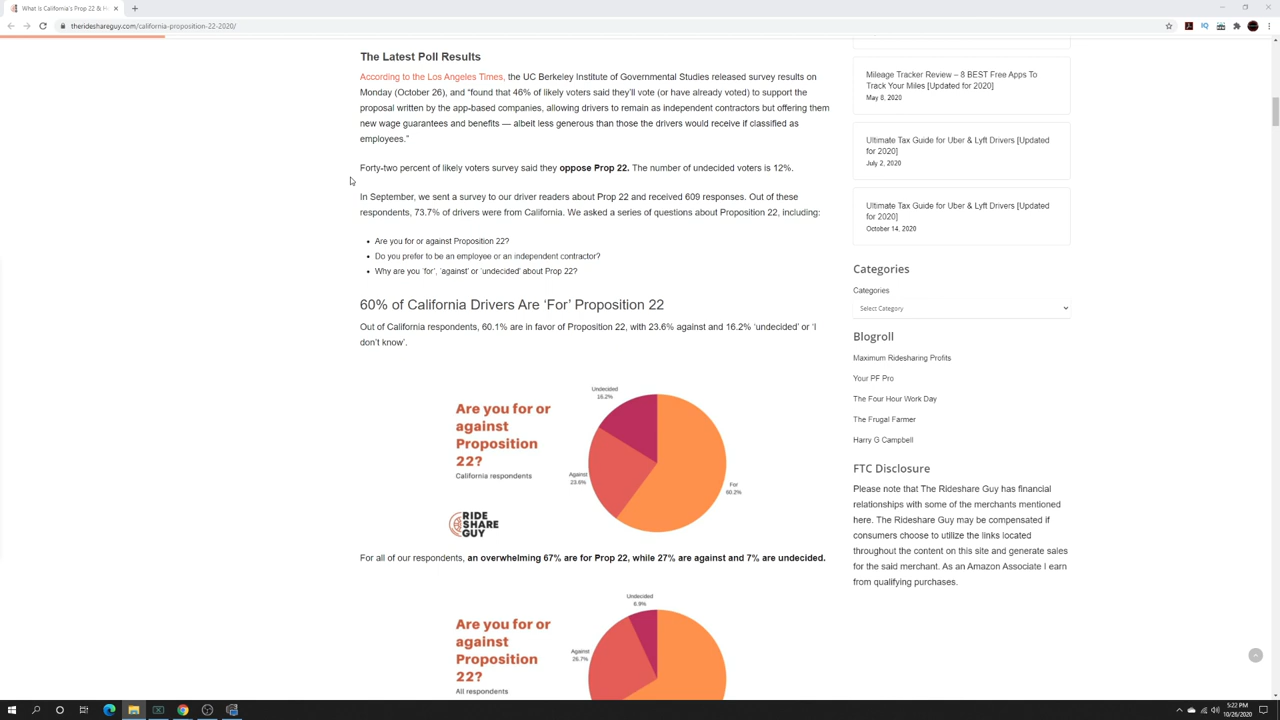 What Is California's Prop 22 & H
theridesharguy.com/california-proposition-22-2020/
The Latest Poll Results
According to the Los Angeles Times, the UC Berkeley Institute of Governmental Studies released survey results on
Monday (October 26), and “found that 46% of likely voters said they’ll vote (or have already voted) to support the
proposal written by the app-based companies, allowing drivers to remain as independent contractors but offering them
new wage guarantees and benefits — albeit less generous than those the drivers would receive if classified as
employees.”
Forty-two percent of likely voters survey said they oppose Prop 22. The number of undecided voters is 12%.
In September, we sent a survey to our driver readers about Prop 22 and received 609 responses. Out of these
respondents, 73.7% of drivers were from California. We asked a series of questions about Proposition 22, including:
Are you for or against Proposition 22?
Do you prefer to be an employee or an independent contractor?
Why are you ‘for’, ‘against’ or ‘undecided’ about Prop 22?
60% of California Drivers Are ‘For’ Proposition 22
Out of California respondents, 60.1% are in favor of Proposition 22, with 23.6% against and 16.2% ‘undecided’ or ‘I
don’t know’.
Undecided
16.2%
Are you for or
against
Proposition
22?
California respondents
Against
23.6%
For
60.2%
RIDE
SHARE
GUY
For all of our respondents, an overwhelming 67% are for Prop 22, while 27% are against and 7% are undecided.
Undecided
6.9%
Are you for or
against
Proposition
22?
All respondents
Against
26.7%
Mileage Tracker Review – 8 BEST Free Apps To
Track Your Miles [Updated for 2020]
May 8, 2020
Ultimate Tax Guide for Uber & Lyft Drivers [Updated
for 2020]
July 2, 2020
Ultimate Tax Guide for Uber & Lyft Drivers [Updated
for 2020]
October 14, 2020
Categories
Categories
Select Category
Blogroll
Maximum Ridesharing Profits
Your PF Pro
The Four Hour Work Day
The Frugal Farmer
Harry G Campbell
FTC Disclosure
Please note that The Rideshare Guy has financial
relationships with some of the merchants mentioned
here. The Rideshare Guy may be compensated if
consumers choose to utilize the links located
throughout the content on this site and generate sales
for the said merchant. As an Amazon Associate I earn
from qualifying purchases.
5:22 PM
10/26/2020